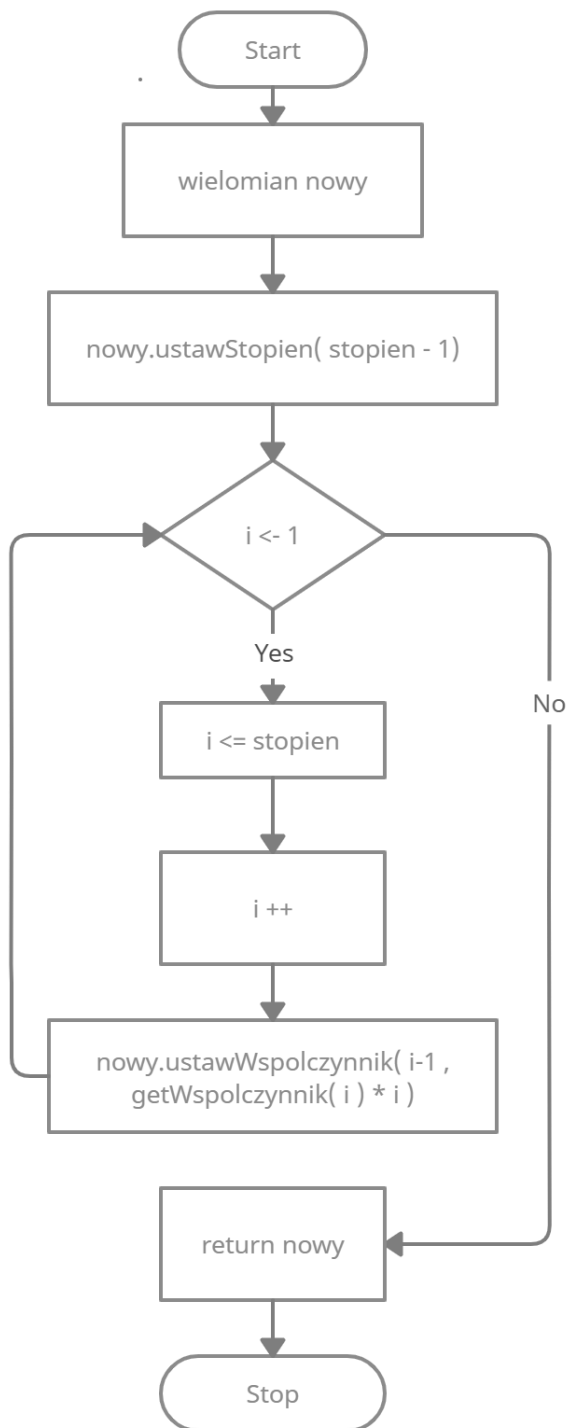 Start
wielomian nowy
nowy.ustawStopien( stopien - 1)
i <- 1
Yes
No
i <= stopien
i ++
nowy.ustawWspolczynnik( i-1 ,
getWspolczynnik( i ) * i )
return nowy
Stop